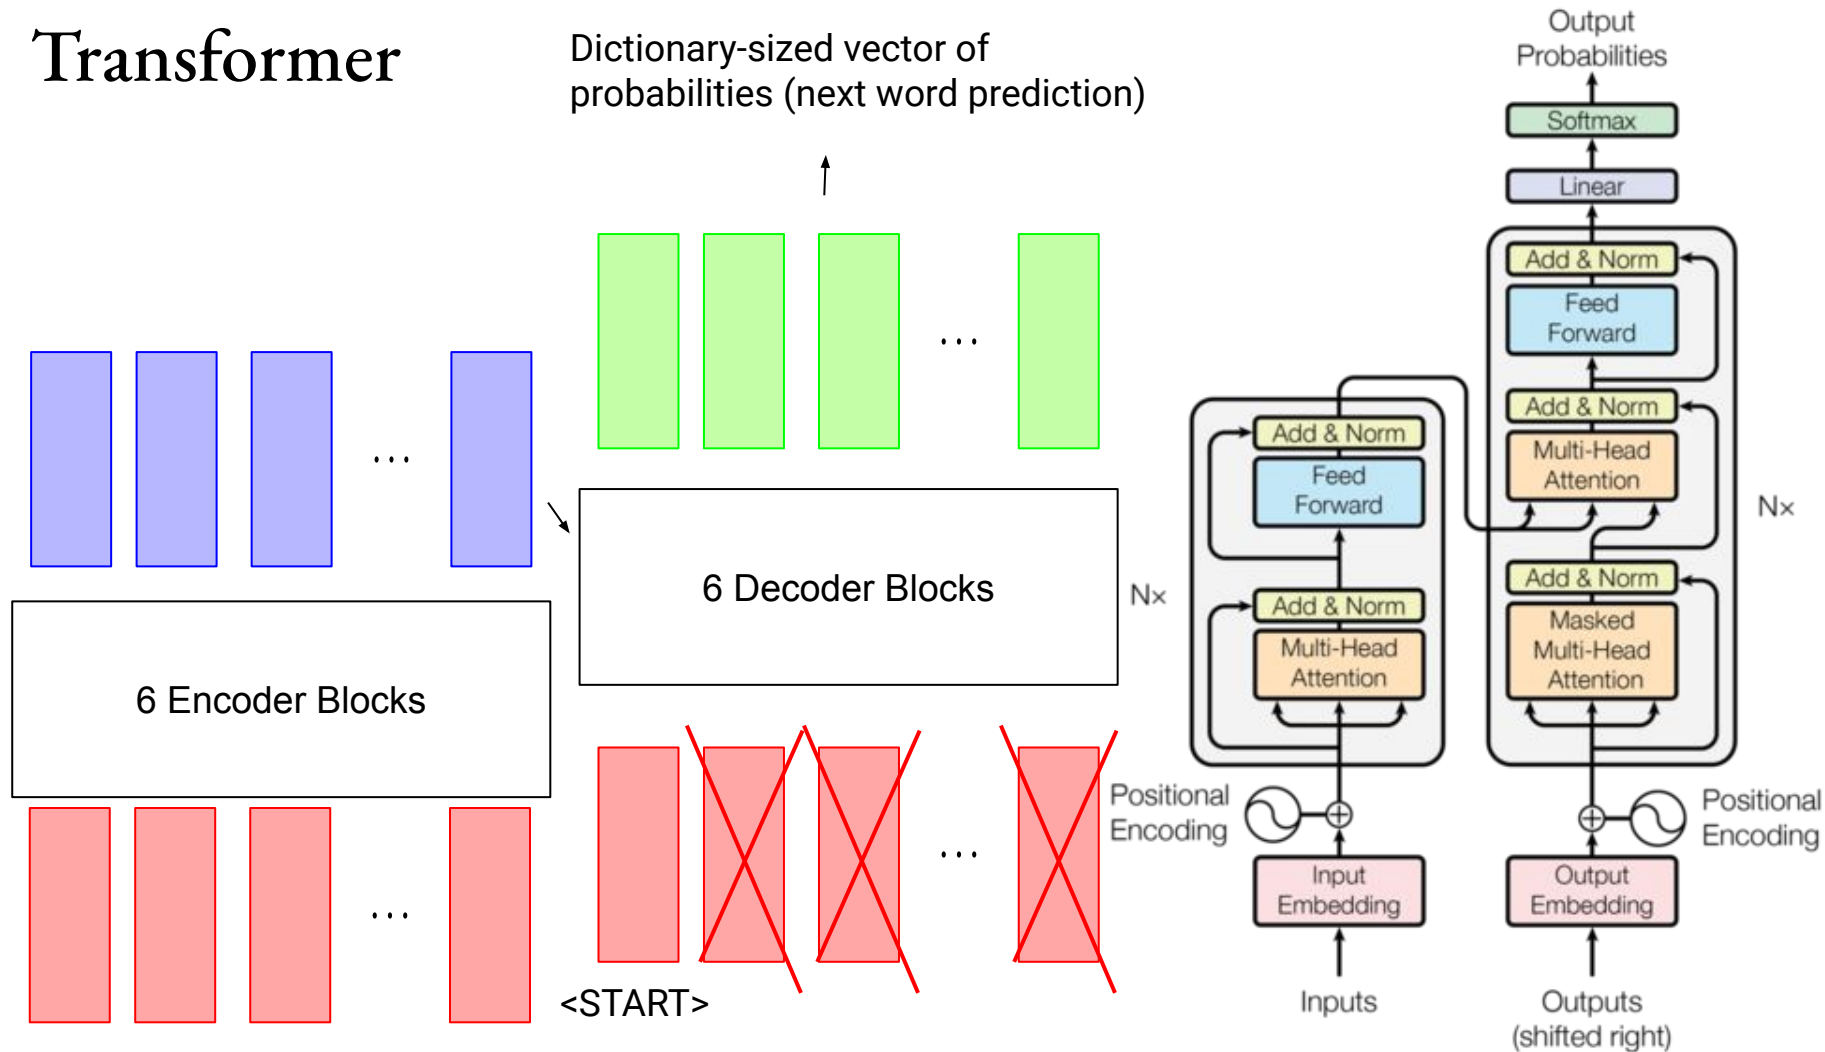 Transformer
Dictionary-sized vector of
probabilities (next word prediction)
...
...
6 Decoder Blocks
6 Encoder Blocks
...
...
<START>
Output
Probabilities
Softmax
Linear
Add & Norm
Feed
Forward
Add & Norm
Multi-Head
Attention
N×
Add & Norm
Masked
Multi-Head
Attention
Add & Norm
Feed
Forward
N×
Add & Norm
Multi-Head
Attention
Positional
Encoding
Positional
Encoding
Input
Embedding
Output
Embedding
Inputs
Outputs
(shifted right)